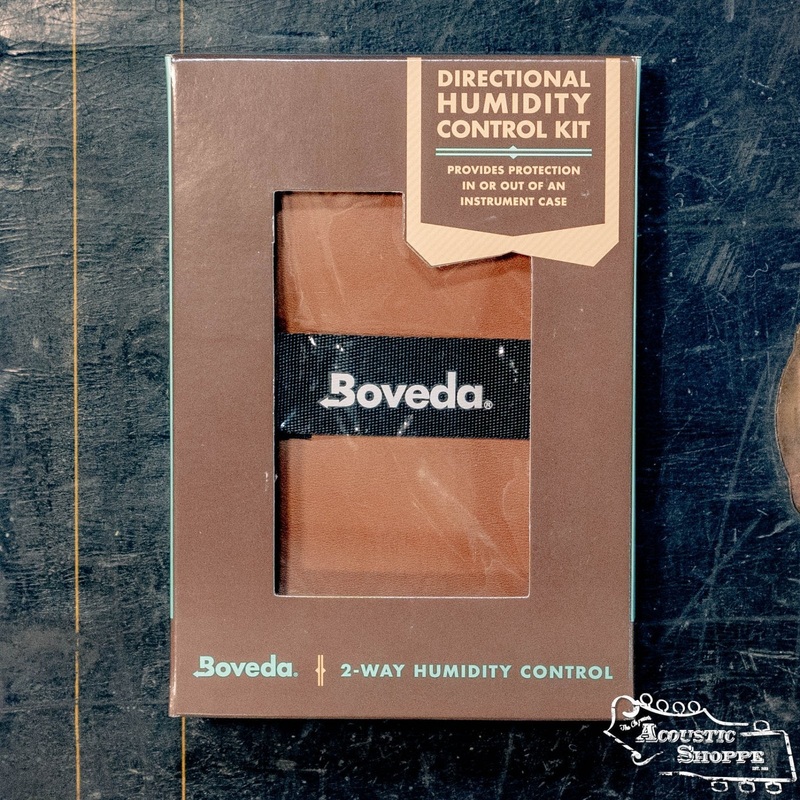 DIRECTIONAL
HUMIDITY
CONTROL KIT
PROVIDES PROTECTION
IN OR OUT OF AN
INSTRUMENT CASE
Boveda®
Boveda® 2-WAY HUMIDITY CONTROL
Acoustic
Shoppe